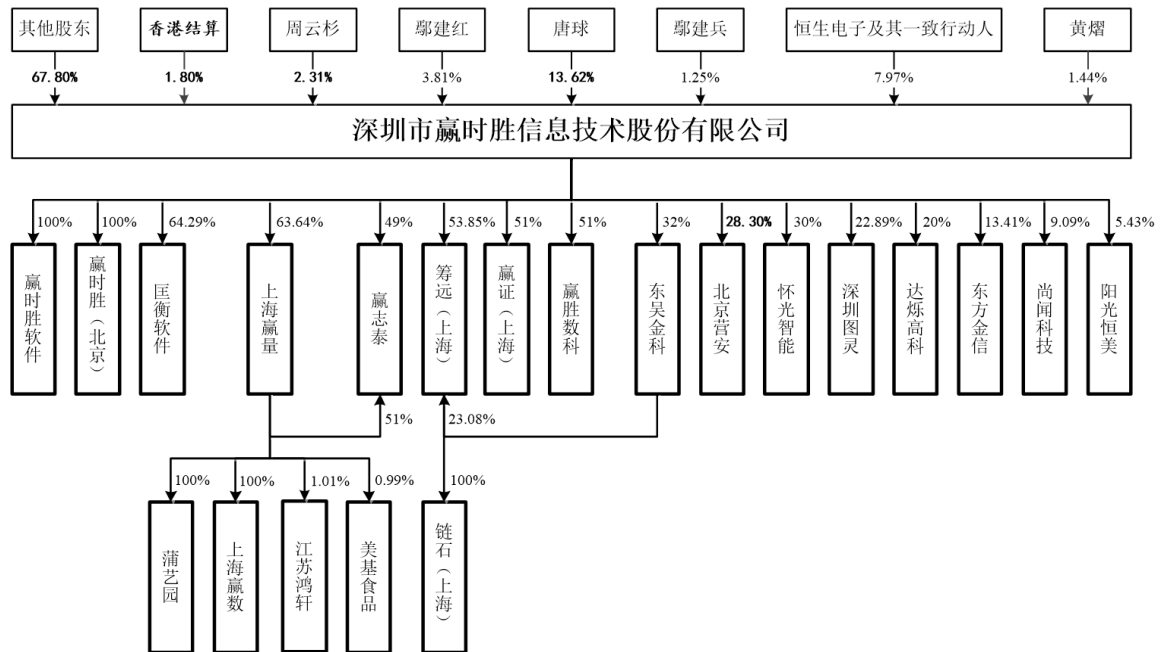 其他股东
香港结算
周云杉
鄢建红
唐球
鄢建兵
恒生电子及其一致行动人
黄熠
67.80%
1.80%
2.31%
3.81%
13.62%
1.25%
7.97%
1.44%
深圳市赢时胜信息技术股份有限公司
100%
100%
64.29%
63.64%
49%
53.85%
51%
51%
32%
28.30%
30%
22.89%
20%
13.41%
9.09%
5.43%
赢时胜软件
赢时胜（北京）
匡衡软件
上海赢量
赢志泰
筹远（上海）
赢证（上海）
赢胜数科
东吴金科
北京营安
怀光智能
深圳图灵
达烁高科
东方金信
尚闻科技
阳光恒美
51%
23.08%
100%
100%
1.01%
0.99%
100%
蒲艺园
上海赢数
江苏鸿轩
美基食品
链石（上海）